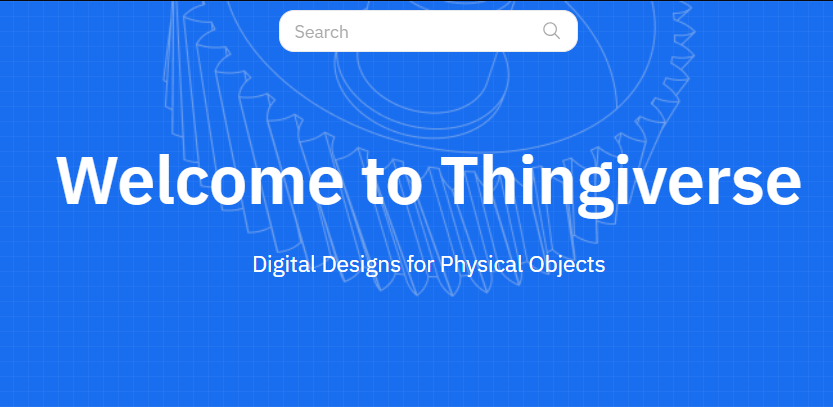 Search
Welcome to Thingiverse
Digital Designs for Physical Objects